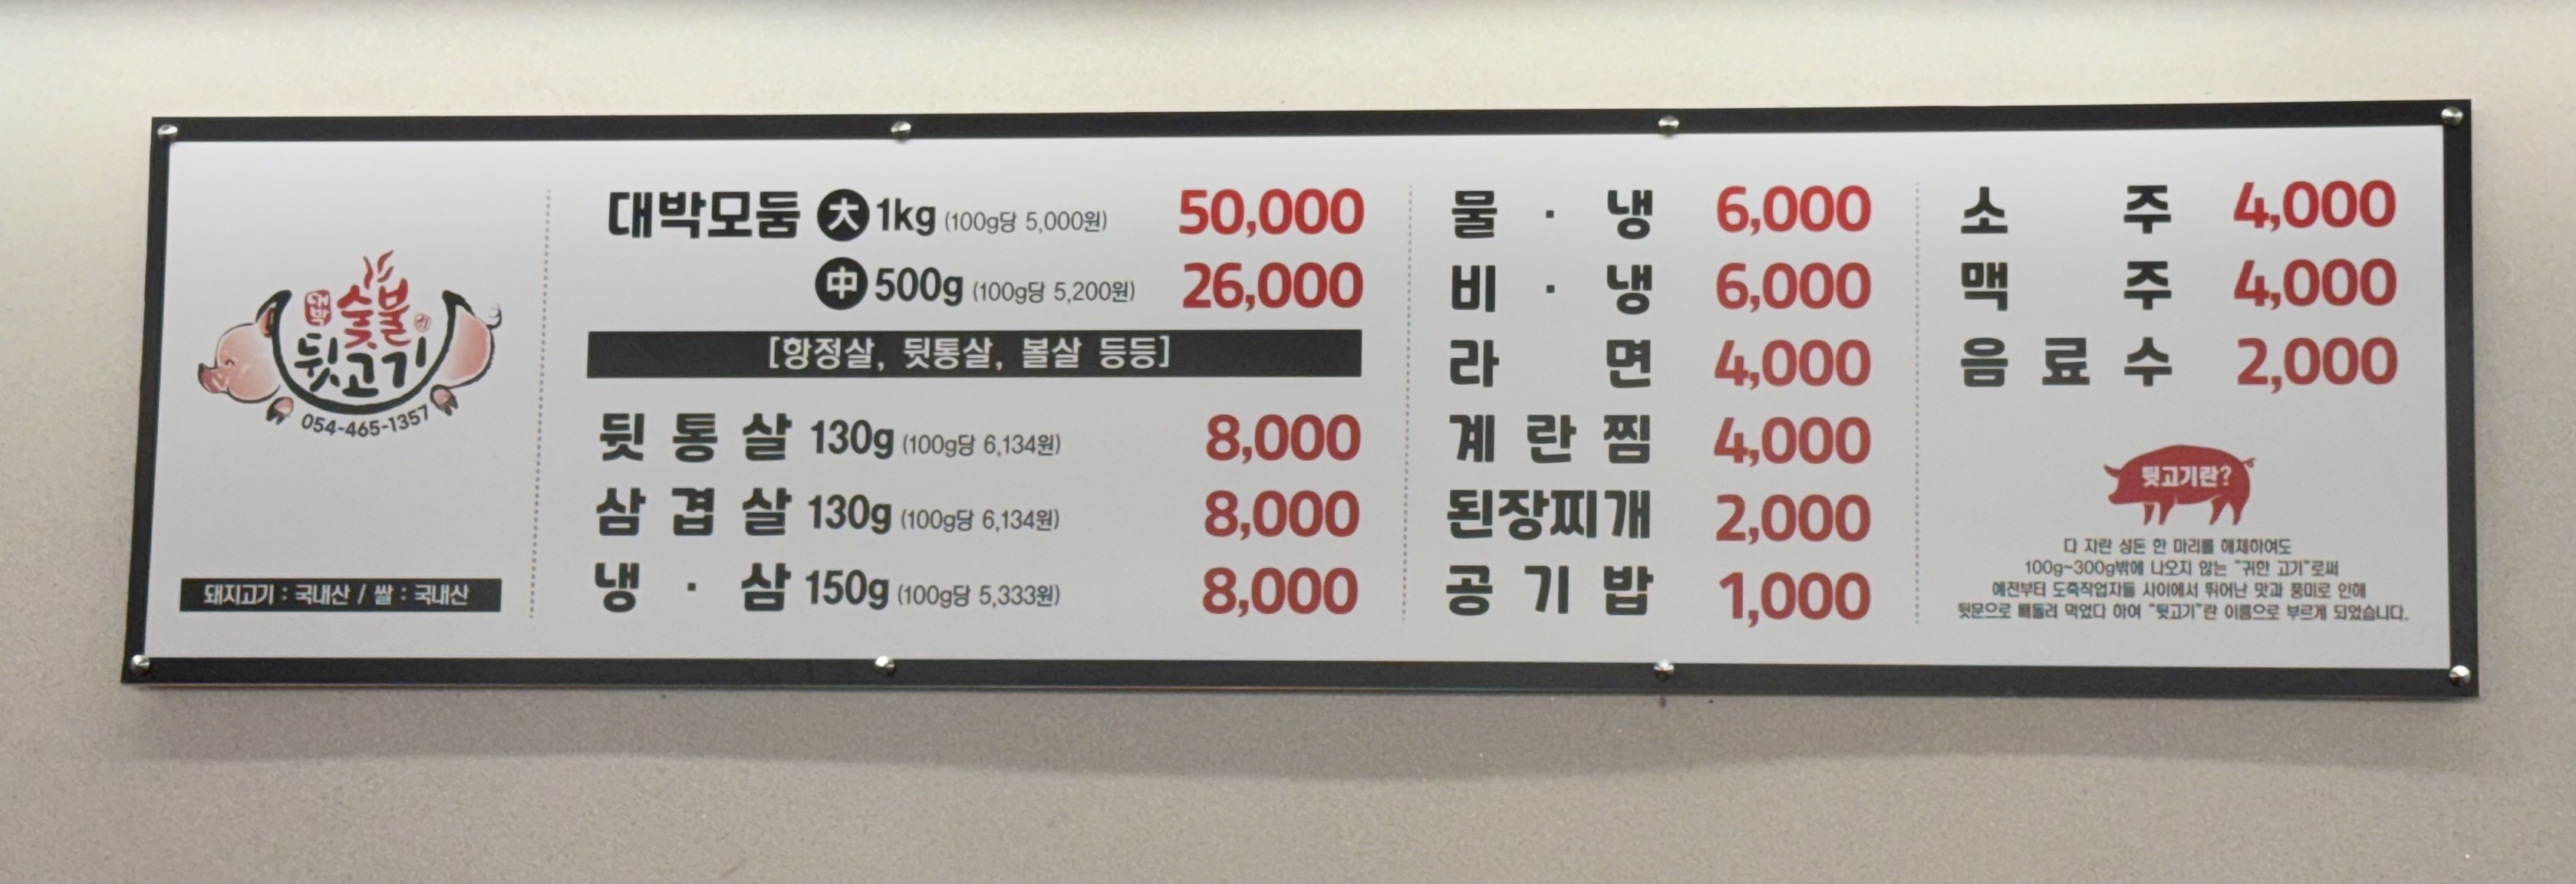 대박
숯불
뒷고기
054-465-1357
돼지고기 : 국내산 / 쌀 : 국내산
대박모둠 大 1kg (100g당 5,000원) 50,000
中 500g (100g당 5,200원) 26,000
[항정살, 뒷통살, 볼살 등등]
뒷통살 130g (100g당 6,134원) 8,000
삼겹살 130g (100g당 6,134원) 8,000
냉·삼 150g (100g당 5,333원) 8,000
물·냉 6,000
비·냉 6,000
라면 4,000
계란찜 4,000
된장찌개 2,000
공기밥 1,000
소주 4,000
맥주 4,000
음료수 2,000
뒷고기란?
다 자란 성돈 한 마리를 해체하여도
100g~300g밖에 나오지 않는 "귀한 고기"로써
예전부터 도축작업자들 사이에서 뛰어난 맛과 풍미로 인해
뒷문으로 빼돌려 먹었다 하여 "뒷고기"란 이름으로 부르게 되었습니다.